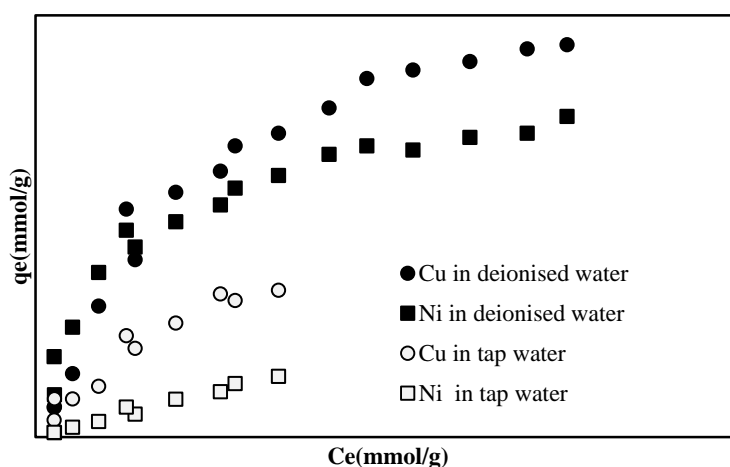 qe(mmol/g)
Cu in deionised water
Ni in deionised water
Cu in tap water
Ni in tap water
Ce(mmol/g)